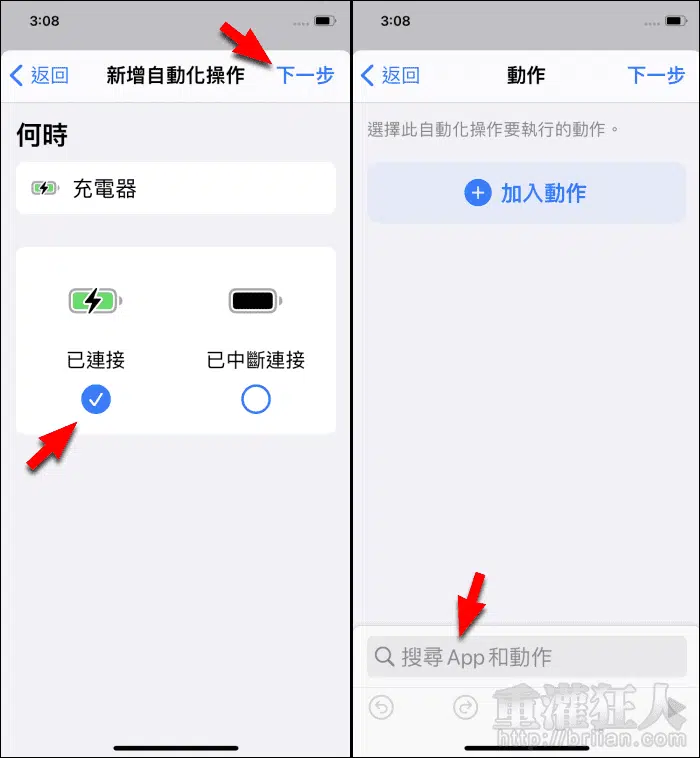 3:08
返回 新增自動化操作 下一步
何時
充電器
已連接 已中斷連接
3:08
返回 動作 下一步
選擇此自動化操作要執行的動作。
加入動作
搜尋App和動作
重灌狂人
http://briian.com